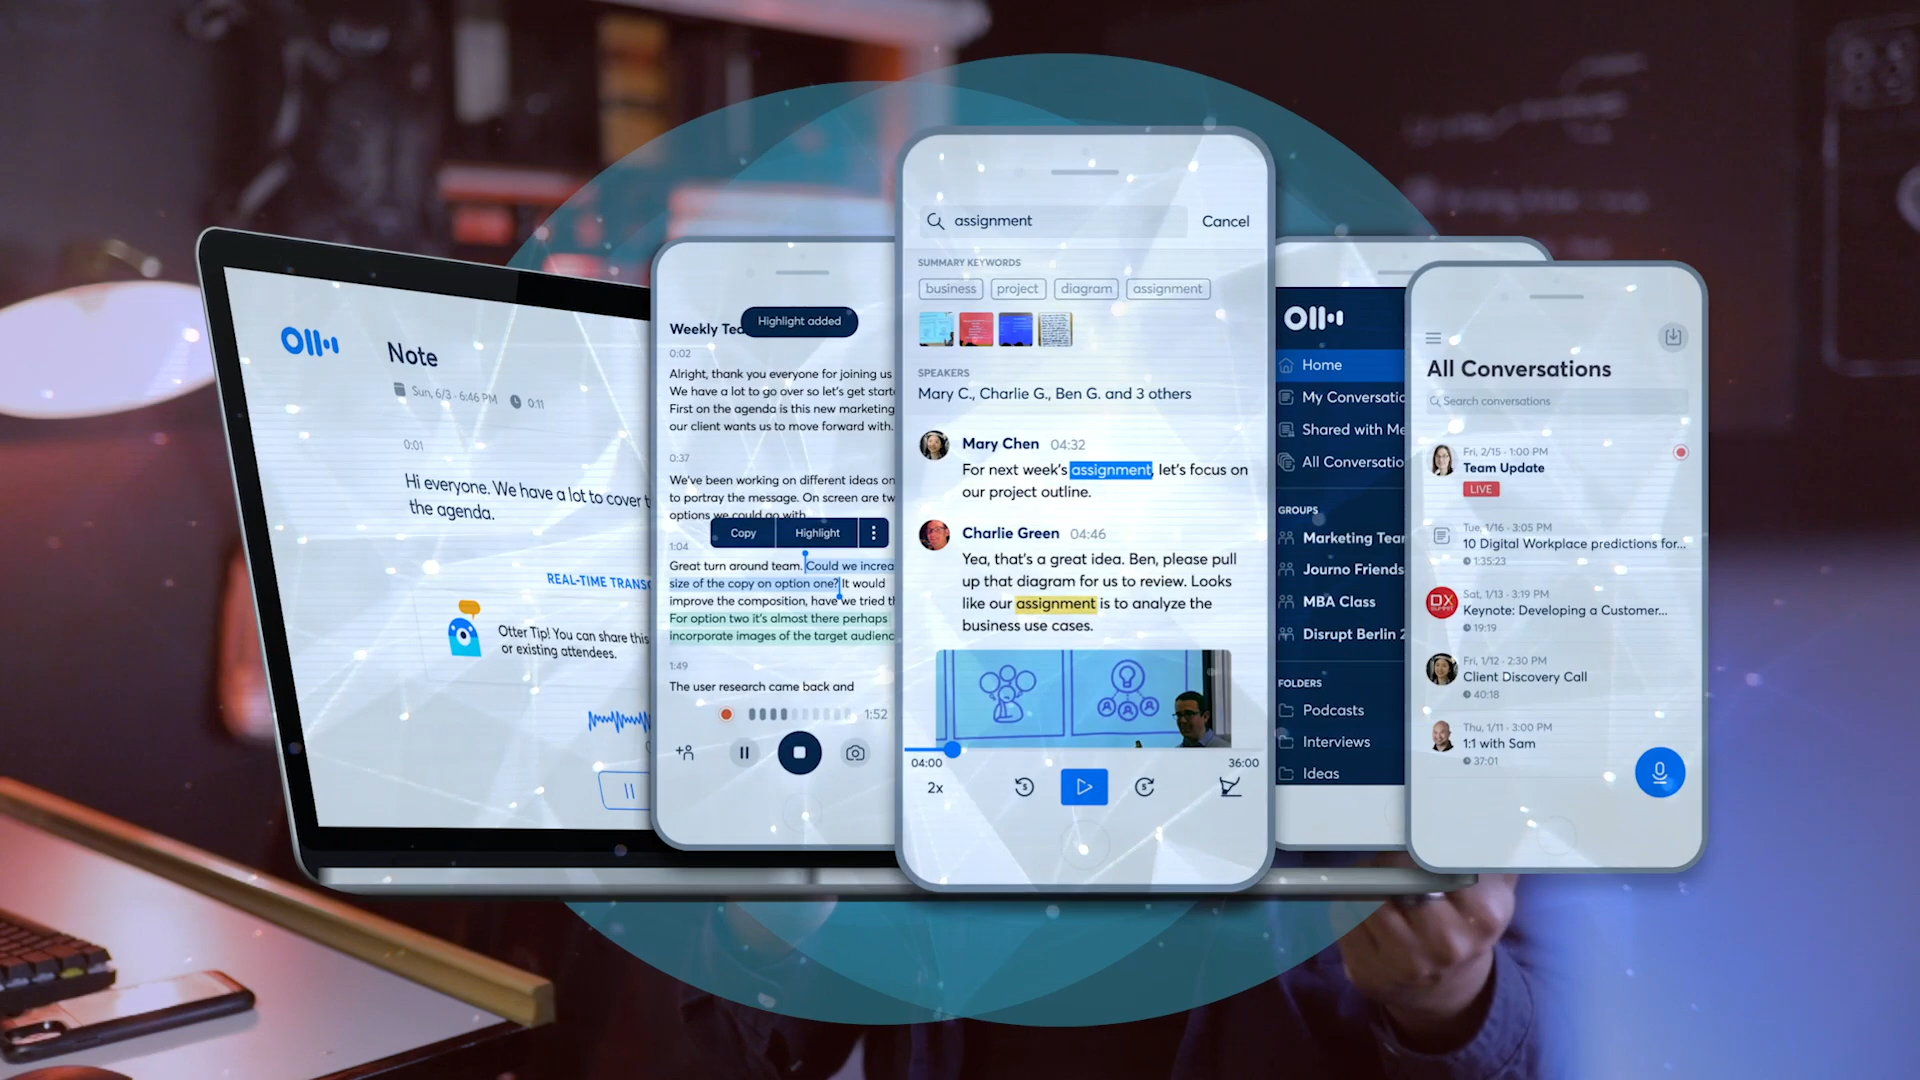 Note
Sun, 6/3 · 6:46 PM
0:11
0:01
Hi everyone. We have a lot to cover
the agenda.
REAL-TIME
Otter Tip! You can share this
or existing attendees.
Weekly
Highlight added
0:02
Alright, thank you everyone for joining us
We have a lot to go over so let's get
First on the agenda is this new marketing
our client wants us to move forward with.
0:37
We've been working on different ideas on
to portray the message. On screen are
options we could go with
Copy
Highlight
1:04
Great turn around team. Could we
size of the copy on option one? It would
improve the composition, have we tried
For option two it's almost there perhaps
incorporate images of the target
1:49
The user research came back and
1:52
assignment
Cancel
SUMMARY KEYWORDS
business
project
diagram
assignment
SPEAKERS
Mary C., Charlie G., Ben G. and 3 others
Mary Chen 04:32
For next week's assignment, let's focus on
our project outline.
Charlie Green 04:46
Yea, that's a great idea. Ben, please pull
up that diagram for us to review. Looks
like our assignment is to analyze the
business use cases.
04:00
36:00
2x
5
5
Home
My
Shared with
All
GROUPS
Marketing
Journo Friends
MBA Class
Disrupt Berlin
FOLDERS
Podcasts
Interviews
Ideas
All Conversations
Search conversations
Fri, 2/15 · 1:00 PM
Team Update
LIVE
Tue, 1/16 · 3:05 PM
10 Digital Workplace predictions for...
1:35:23
DX
SUMMIT
Sat, 1/13 · 3:19 PM
Keynote: Developing a Customer...
19:19
Fri, 1/12 · 2:30 PM
Client Discovery Call
40:18
Thu, 1/11 · 3:00 PM
1:1 with Sam
37:01